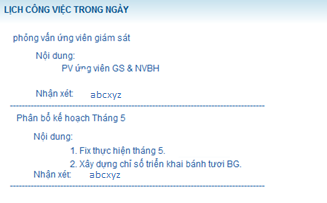 LỊCH CÔNG VIỆC TRONG NGÀY
phỏng vấn ứng viên giám sát
Nội dung:
PV ứng viên GS & NVBH
Nhận xét: abcxyz
Phân bổ kế hoạch Tháng 5
Nội dung:
1. Fix thực hiện tháng 5.
2. Xây dựng chỉ số triển khai bánh tươi BG.
Nhận xét: abcxyz